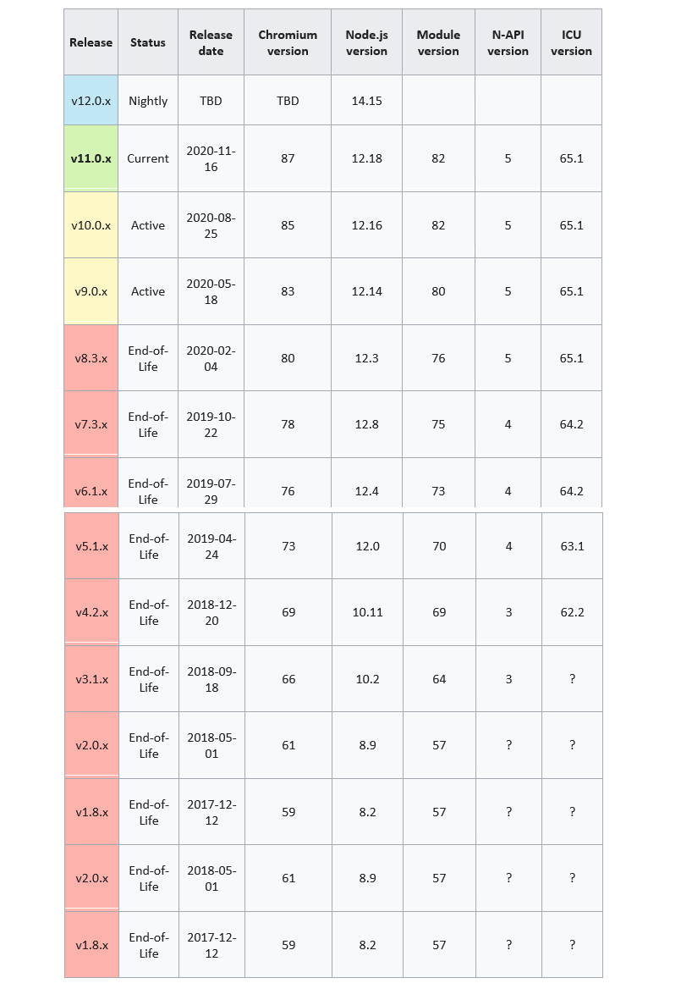 Release Status Release date Chromium version Node.js version Module version N-API version ICU version
v12.0.x Nightly TBD TBD 14.15
v11.0.x Current 2020-11-16 87 12.18 82 5 65.1
v10.0.x Active 2020-08-25 85 12.16 82 5 65.1
v9.0.x Active 2020-05-18 83 12.14 80 5 65.1
v8.3.x End-of-Life 2020-02-04 80 12.3 76 5 65.1
v7.3.x End-of-Life 2019-10-22 78 12.8 75 4 64.2
v6.1.x End-of-Life 2019-07-29 76 12.4 73 4 64.2
v5.1.x End-of-Life 2019-04-24 73 12.0 70 4 63.1
v4.2.x End-of-Life 2018-12-20 69 10.11 69 3 62.2
v3.1.x End-of-Life 2018-09-18 66 10.2 64 3 ?
v2.0.x End-of-Life 2018-05-01 61 8.9 57 ? ?
v1.8.x End-of-Life 2017-12-12 59 8.2 57 ? ?
v2.0.x End-of-Life 2018-05-01 61 8.9 57 ? ?
v1.8.x End-of-Life 2017-12-12 59 8.2 57 ? ?